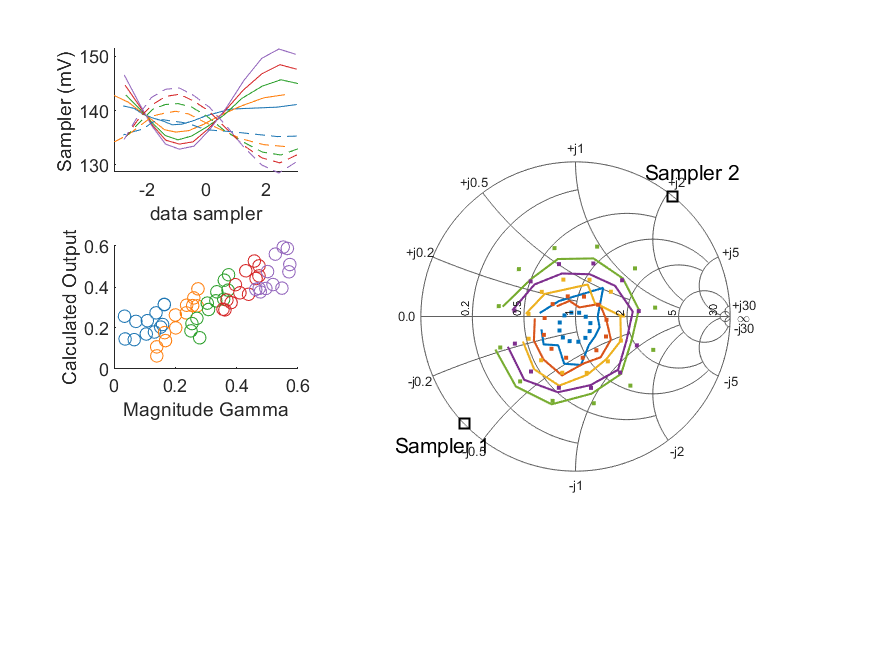 150
140
130
Sampler (mV)
-2 0 2
data sampler
0.6
0.4
0.2
0
Calculated Output
0 0.2 0.4 0.6
Magnitude Gamma
+j1
+j0.5
Sampler 2
+j2
+j0.2
+j5
0.0
0.2
0.5
1
2
5
30
+j30
∞
-j30
-j0.2
-j5
Sampler 1
-j0.5
-j2
-j1